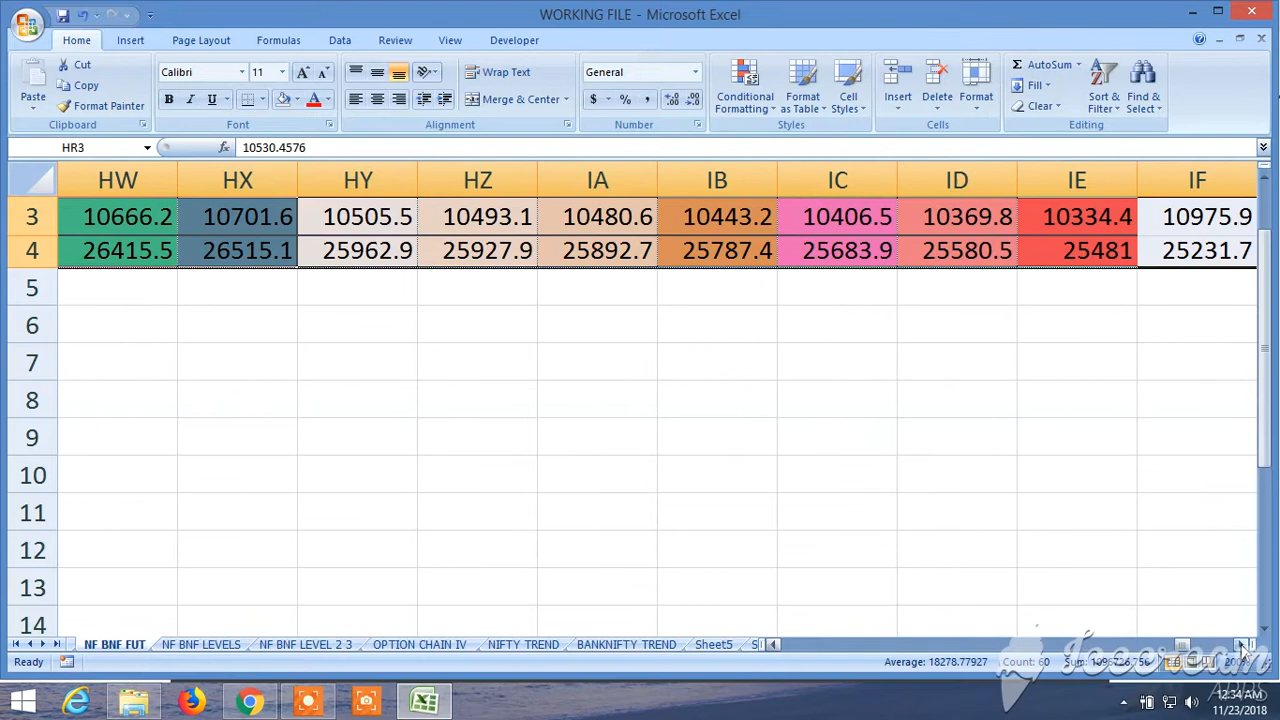 WORKING FILE - Microsoft Excel
Home Insert Page Layout Formulas Data Review View Developer
Paste Cut Copy Format Painter Clipboard
Calibri 11 A A B I U A Font
Wrap Text Merge & Center Alignment
General $ % , .0 .00 .00 .0 Number
Conditional Formatting Format as Table Cell Styles Styles
Insert Delete Format Cells
Σ AutoSum Fill Clear Sort & Filter Find & Select Editing
HR3 fx 10530.4576
HW HX HY HZ IA IB IC ID IE IF
3 10666.2 10701.6 10505.5 10493.1 10480.6 10443.2 10406.5 10369.8 10334.4 10975.9
4 26415.5 26515.1 25962.9 25927.9 25892.7 25787.4 25683.9 25580.5 25481 25231.7
5
6
7
8
9
10
11
12
13
14
NF BNF FUT NF BNF LEVELS NF BNF LEVEL 2 3 OPTION CHAIN IV NIFTY TREND BANKNIFTY TREND Sheet5 S
Ready Average: 18278.77927 Count: 60
Icecream
APPS
12:34 AM
11/23/2018